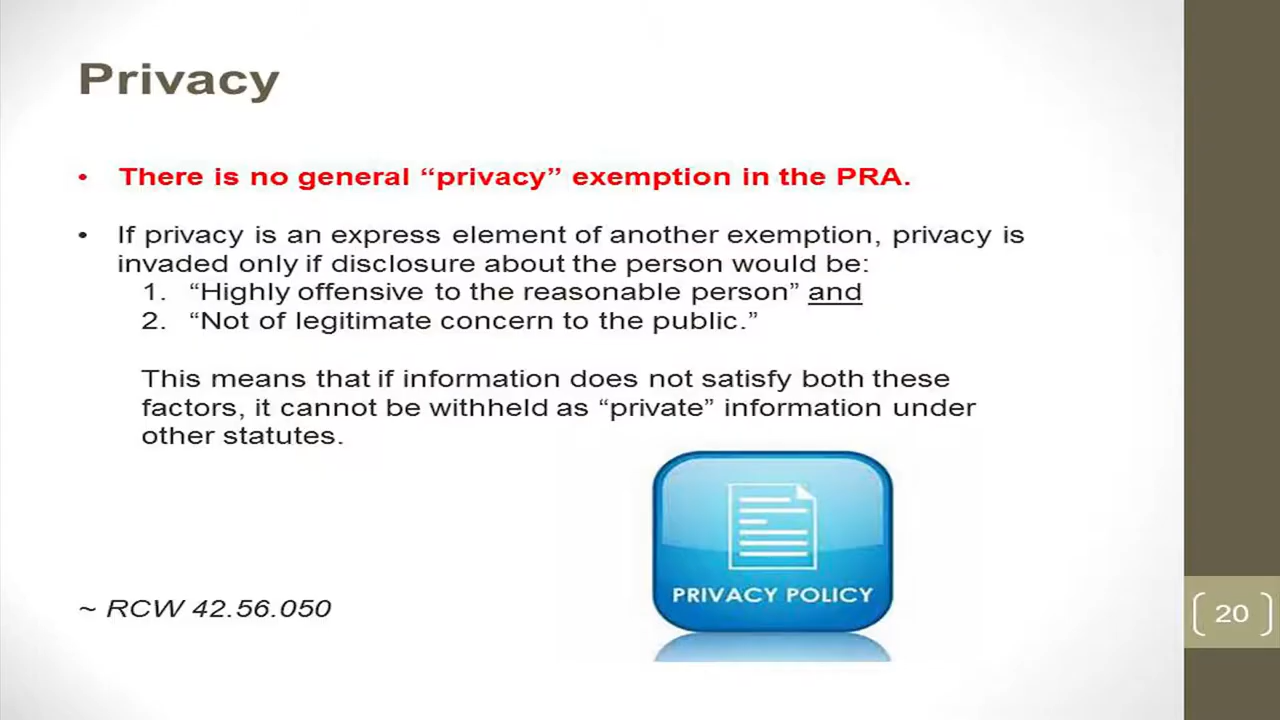 Privacy
• There is no general “privacy” exemption in the PRA.
• If privacy is an express element of another exemption, privacy is
invaded only if disclosure about the person would be:
1. “Highly offensive to the reasonable person” and
2. “Not of legitimate concern to the public.”
This means that if information does not satisfy both these
factors, it cannot be withheld as “private” information under
other statutes.
PRIVACY POLICY
~ RCW 42.56.050
20